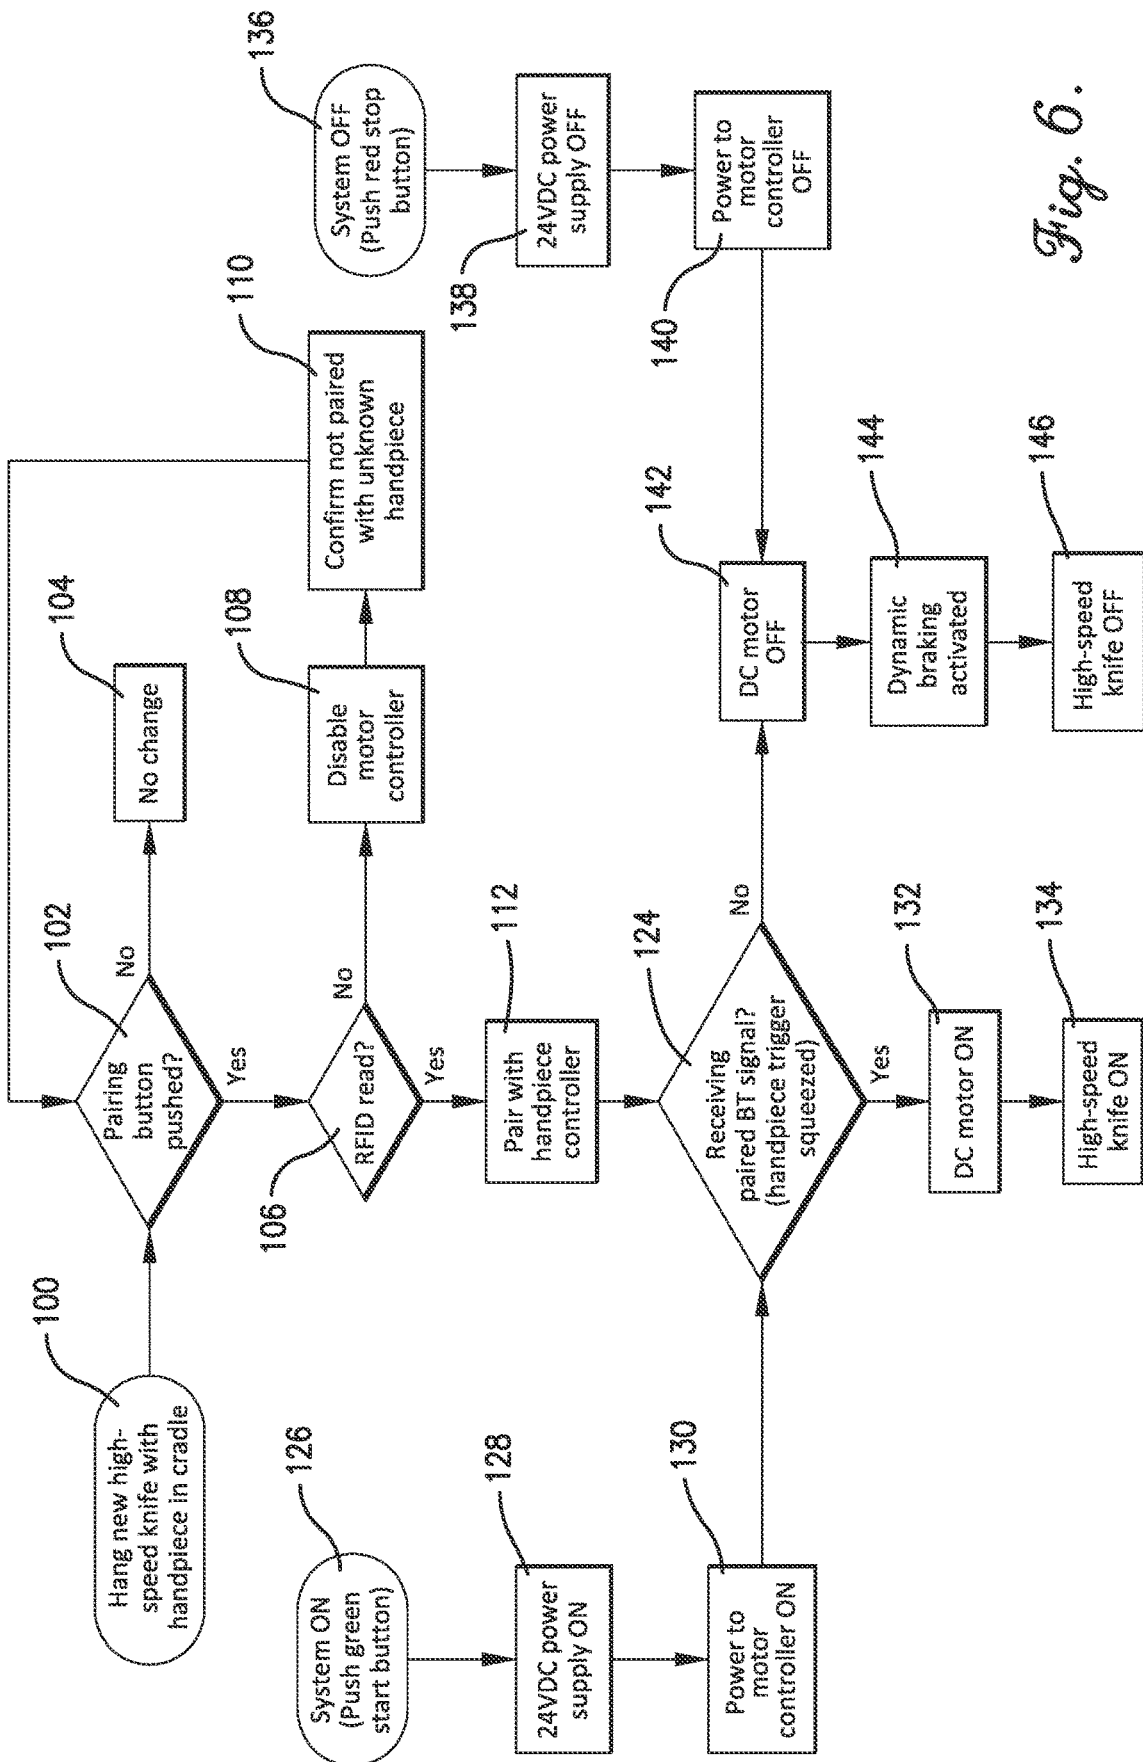 100
Hang new high-
speed knife with
handpiece in cradle
102
Pairing
button
pushed?
No
Yes
104
No change
106
RFID read?
No
Yes
108
Disable
motor
controller
110
Confirm not paired
with unknown
handpiece
112
Pair with
handpiece
controller
126
System ON
(Push green
start button)
128
24VDC power
supply ON
130
Power to
motor
controller ON
124
Receiving
paired BT signal?
(handpiece trigger
squeezed)
No
Yes
132
DC motor ON
134
High-speed
knife ON
136
System OFF
(Push red stop
button)
138
24VDC power
supply OFF
140
Power to
motor
controller
OFF
142
DC motor
OFF
144
Dynamic
braking
activated
146
High-speed
knife OFF
Fig. 6.